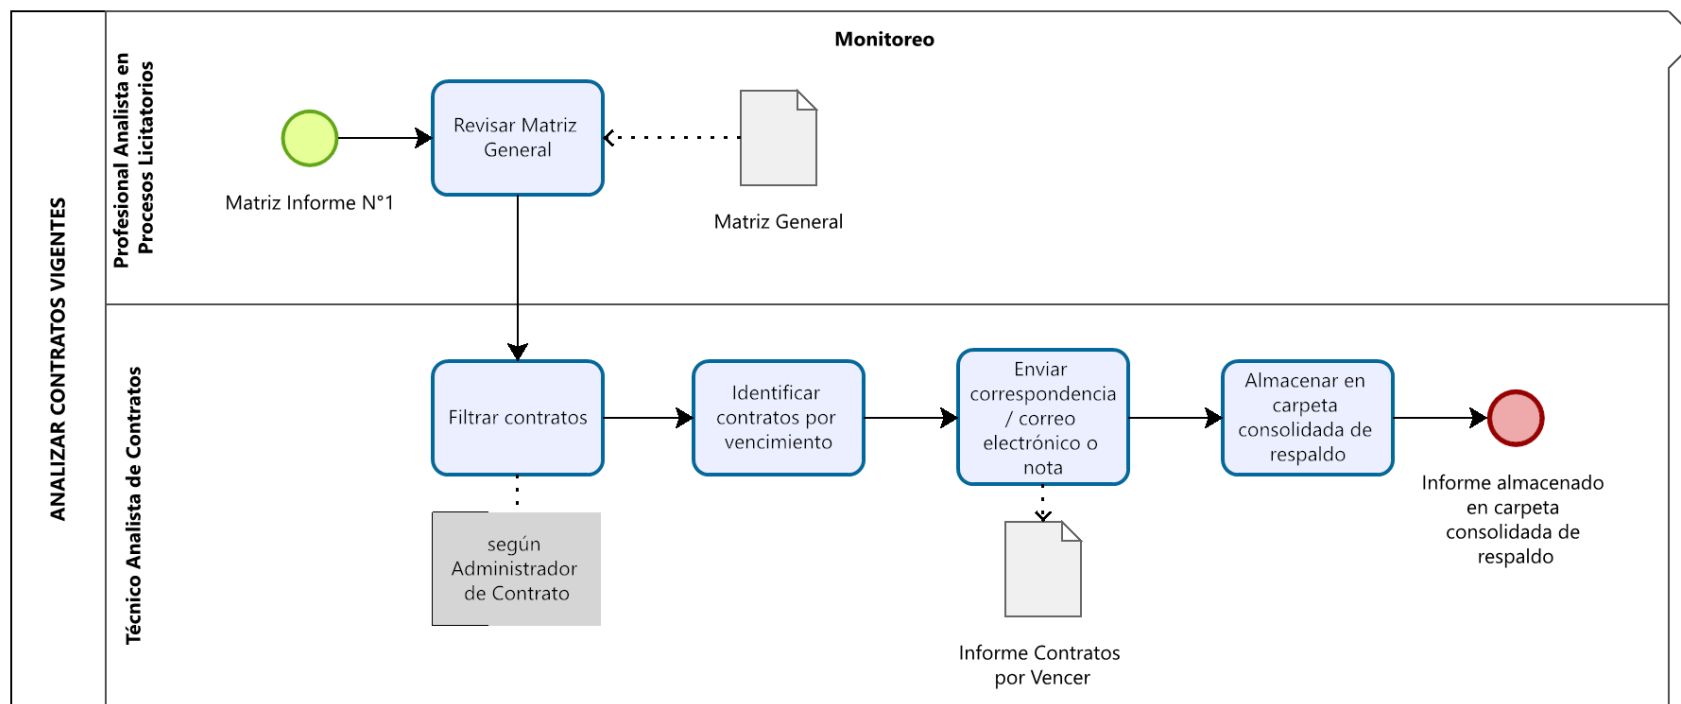 Monitoreo
ANALIZAR CONTRATOS VIGENTES
Profesional Analista en
Procesos Licitatorios
Matriz Informe N°1
Revisar Matriz
General
Matriz General
Técnico Analista de Contratos
Filtrar contratos
según
Administrador
de Contrato
Identificar
contratos por
vencimiento
Enviar
correspondencia
/ correo
electrónico o
nota
Informe Contratos
por Vencer
Almacenar en
carpeta
consolidada de
respaldo
Informe almacenado
en carpeta
consolidada de
respaldo